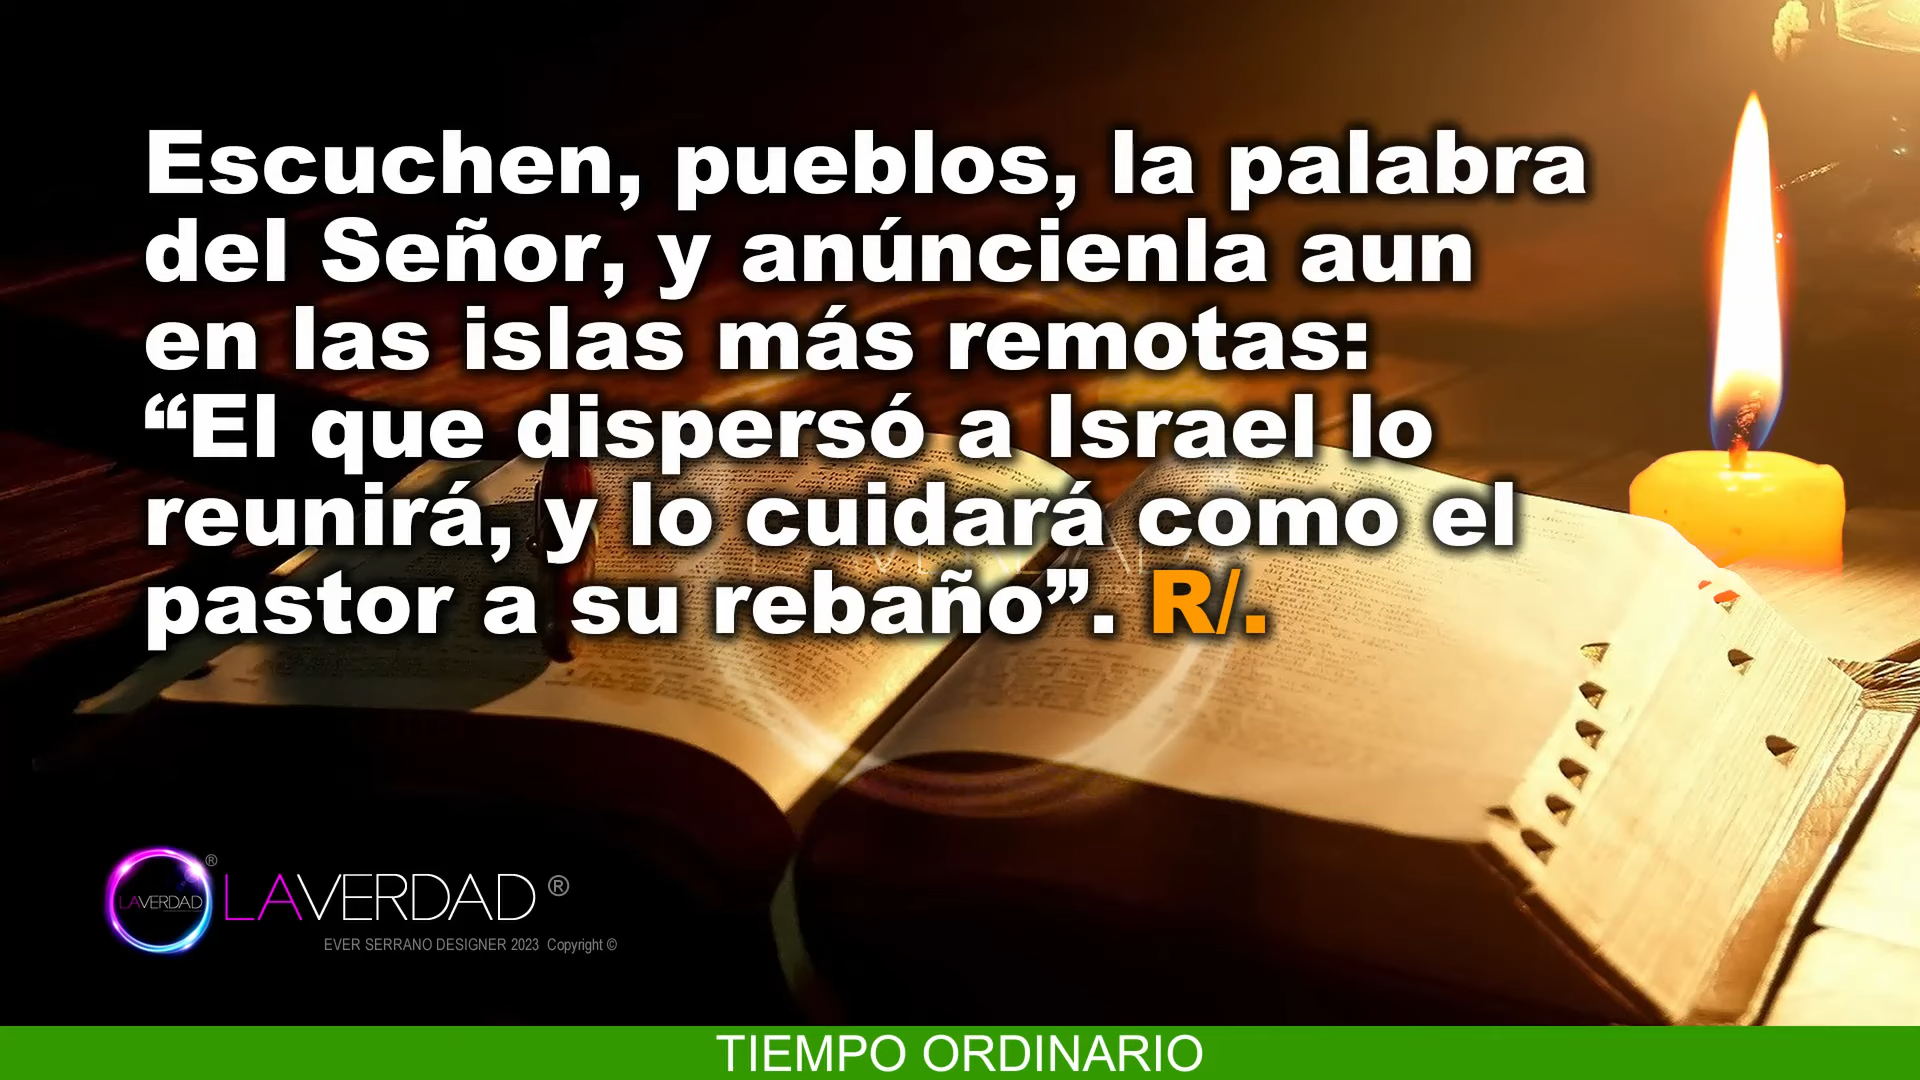 Escuchen, pueblos, la palabra
del Señor, y anúncienla aun
en las islas más remotas:
“El que dispersó a Israel lo
reunirá, y lo cuidará como el
pastor a su rebaño”. R/.
LAVERDAD ®
LAVERDAD ®
EVER SERRANO DESIGNER 2023 Copyright ©
TIEMPO ORDINARIO